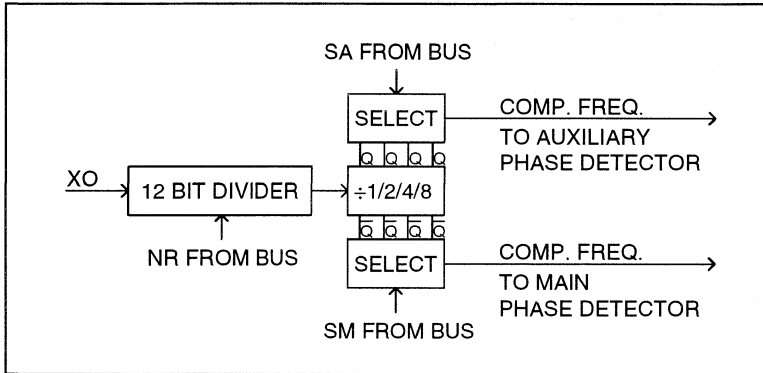 SA FROM BUS
SELECT
COMP. FREQ.
TO AUXILIARY
PHASE DETECTOR
Q Q Q Q
XO
12 BIT DIVIDER
÷1/2/4/8
Q̅ Q̅ Q̅ Q̅
NR FROM BUS
SELECT
COMP. FREQ.
TO MAIN
PHASE DETECTOR
SM FROM BUS